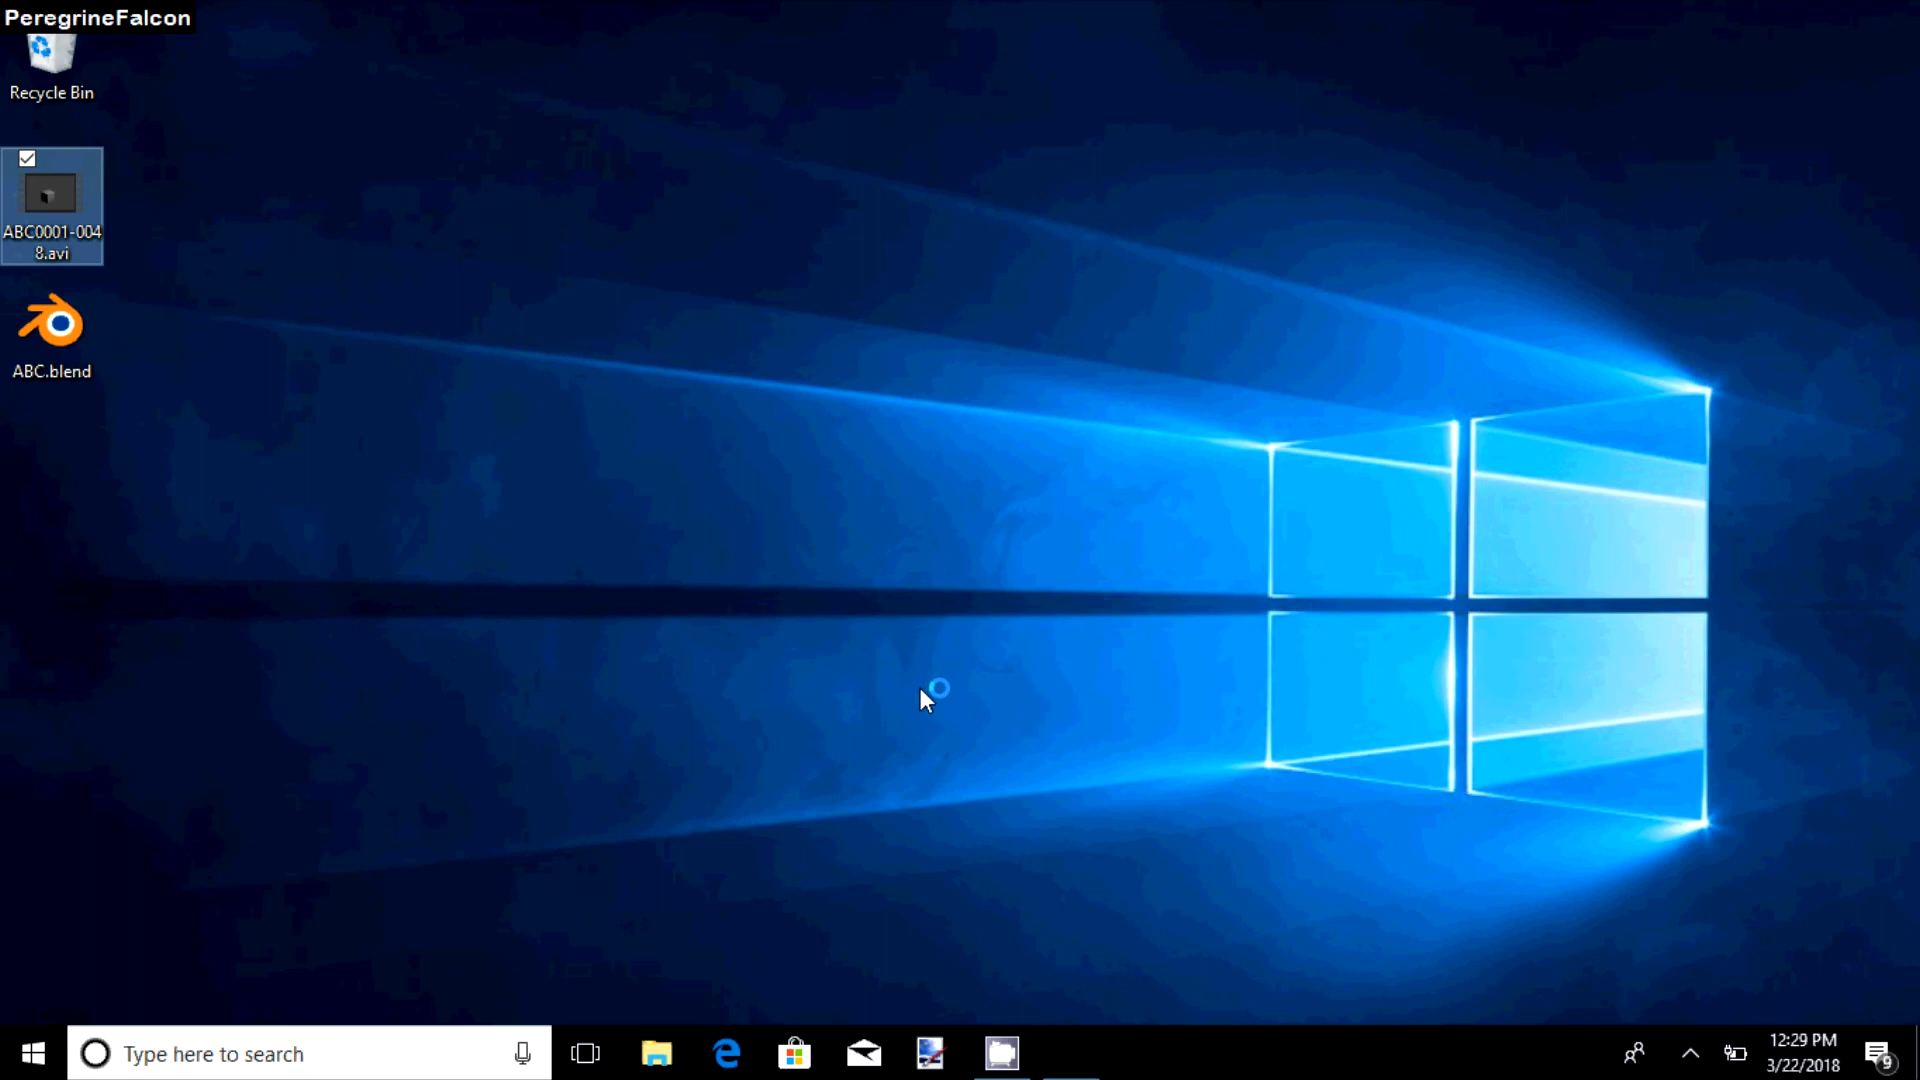 PeregrineFalcon
Recycle Bin
ABC0001-004
8.avi
ABC.blend
Type here to search
12:29 PM
3/22/2018
9